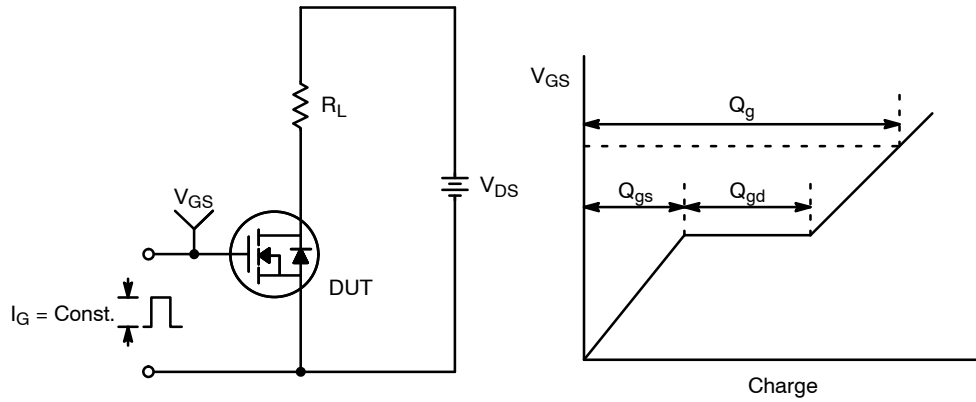 R_L
V_GS
V_DS
DUT
I_G = Const.
V_GS
Q_g
Q_gs
Q_gd
Charge